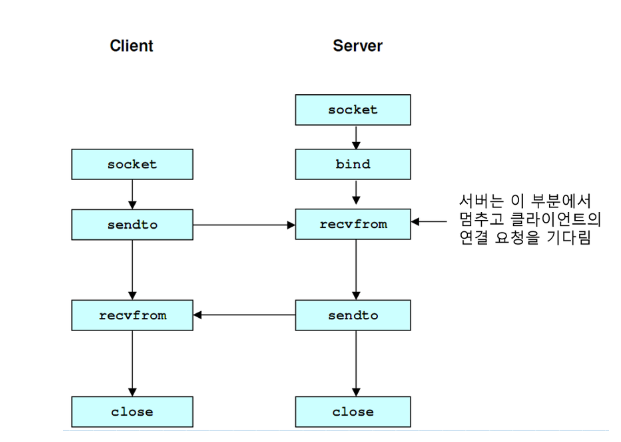 Client
Server
socket
socket
bind
sendto
recvfrom
서버는 이 부분에서
멈추고 클라이언트의
연결 요청을 기다림
recvfrom
sendto
close
close